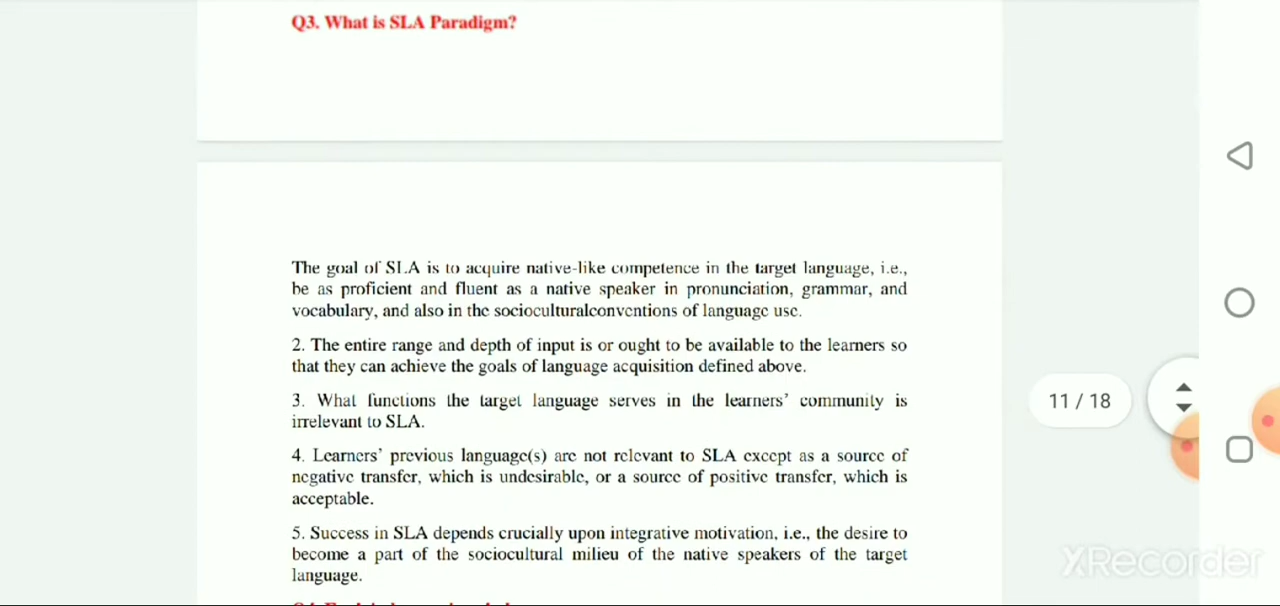 Q3. What is SLA Paradigm?
The goal of SLA is to acquire native-like competence in the target language, i.e.,
be as proficient and fluent as a native speaker in pronunciation, grammar, and
vocabulary, and also in the socioculturalconventions of language use.
2. The entire range and depth of input is or ought to be available to the learners so
that they can achieve the goals of language acquisition defined above.
3. What functions the target language serves in the learners' community is
irrelevant to SLA.
11 / 18
4. Learners' previous language(s) are not relevant to SLA except as a source of
negative transfer, which is undesirable, or a source of positive transfer, which is
acceptable.
5. Success in SLA depends crucially upon integrative motivation, i.e., the desire to
become a part of the sociocultural milieu of the native speakers of the target
language.
XRecorder